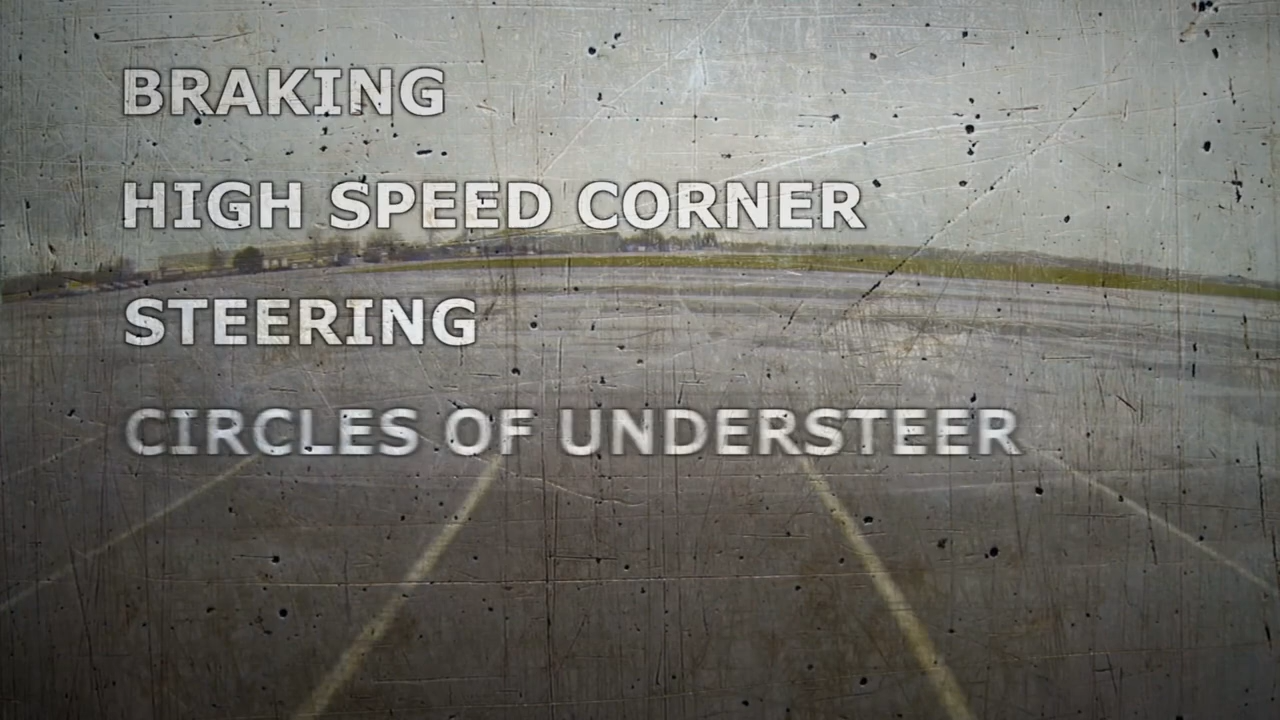 BRAKING
HIGH SPEED CORNER
STEERING
CIRCLES OF UNDERSTEER